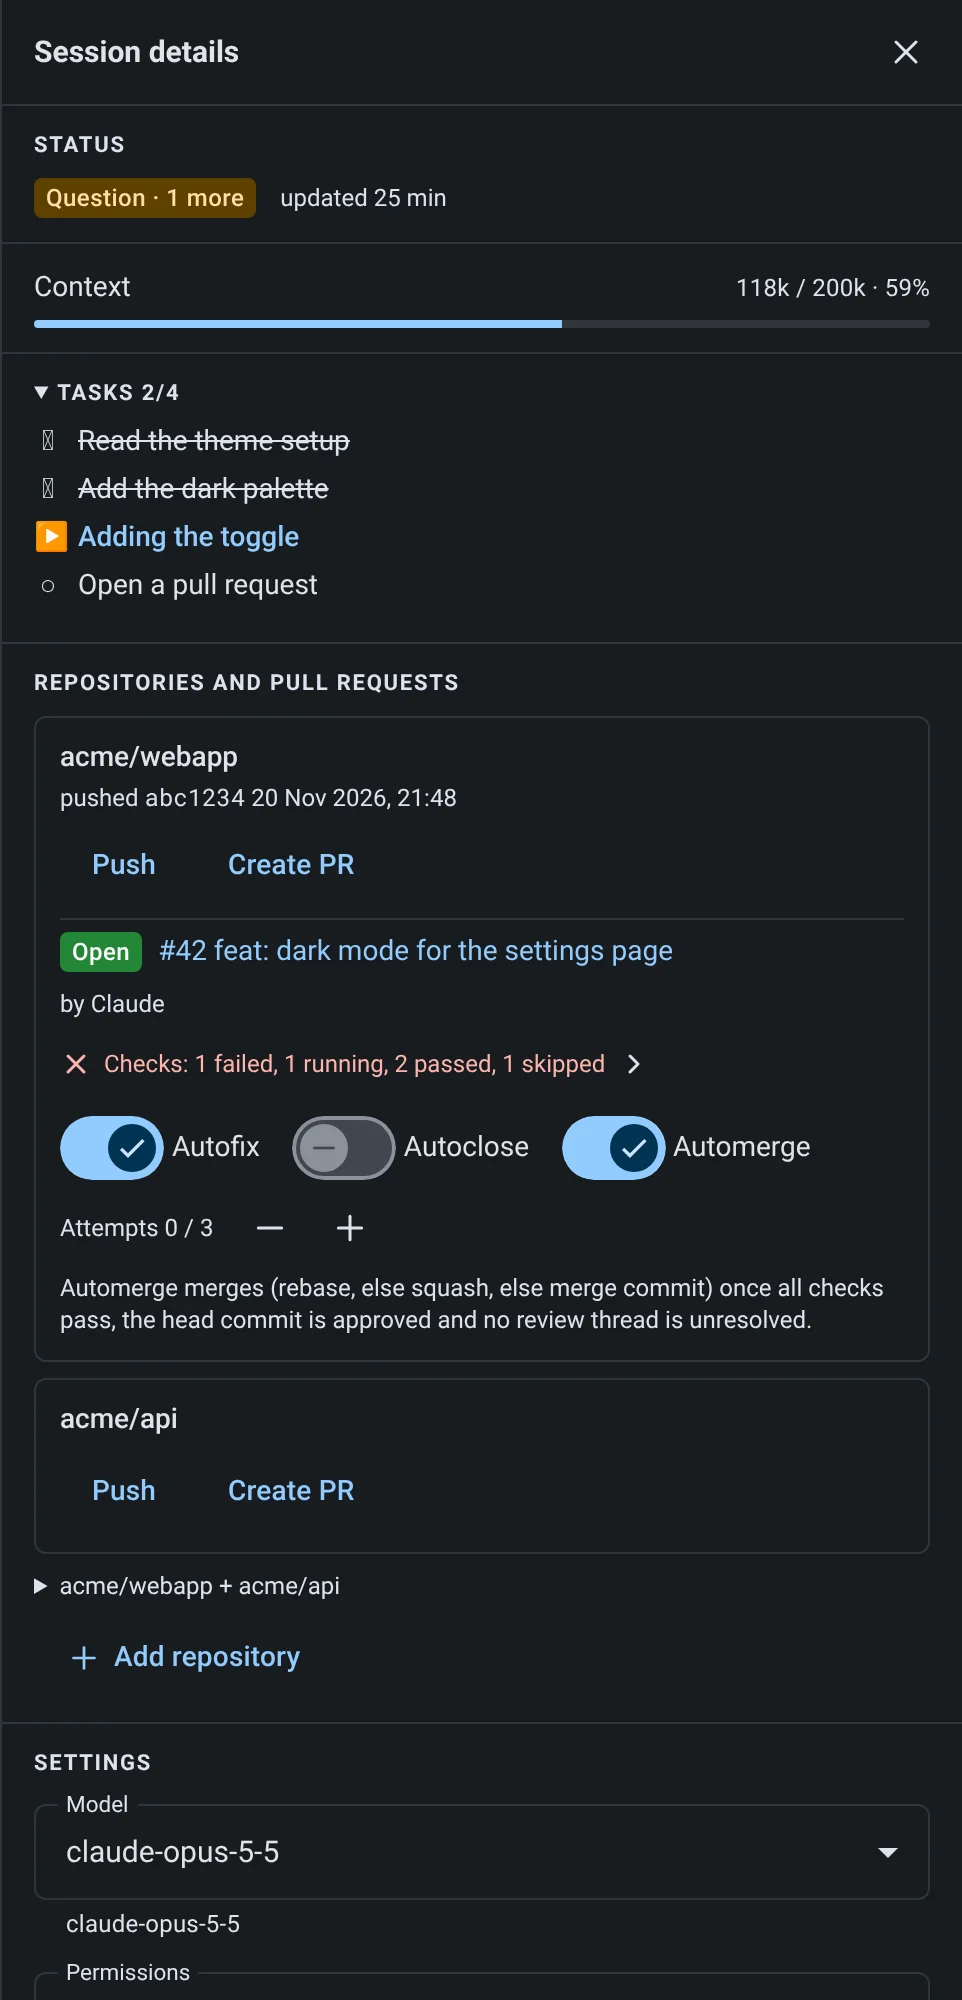 Session details
STATUS
Question · 1 more updated 25 min
Context 118k / 200k · 59%
▼ TASKS 2/4
Read the theme setup
Add the dark palette
▶️ Adding the toggle
○ Open a pull request
REPOSITORIES AND PULL REQUESTS
acme/webapp
pushed abc1234 20 Nov 2026, 21:48
Push Create PR
Open #42 feat: dark mode for the settings page
by Claude
Checks: 1 failed, 1 running, 2 passed, 1 skipped
Autofix Autoclose Automerge
Attempts 0 / 3
Automerge merges (rebase, else squash, else merge commit) once all checks
pass, the head commit is approved and no review thread is unresolved.
acme/api
Push Create PR
▶ acme/webapp + acme/api
+ Add repository
SETTINGS
Model
claude-opus-5-5
claude-opus-5-5
Permissions